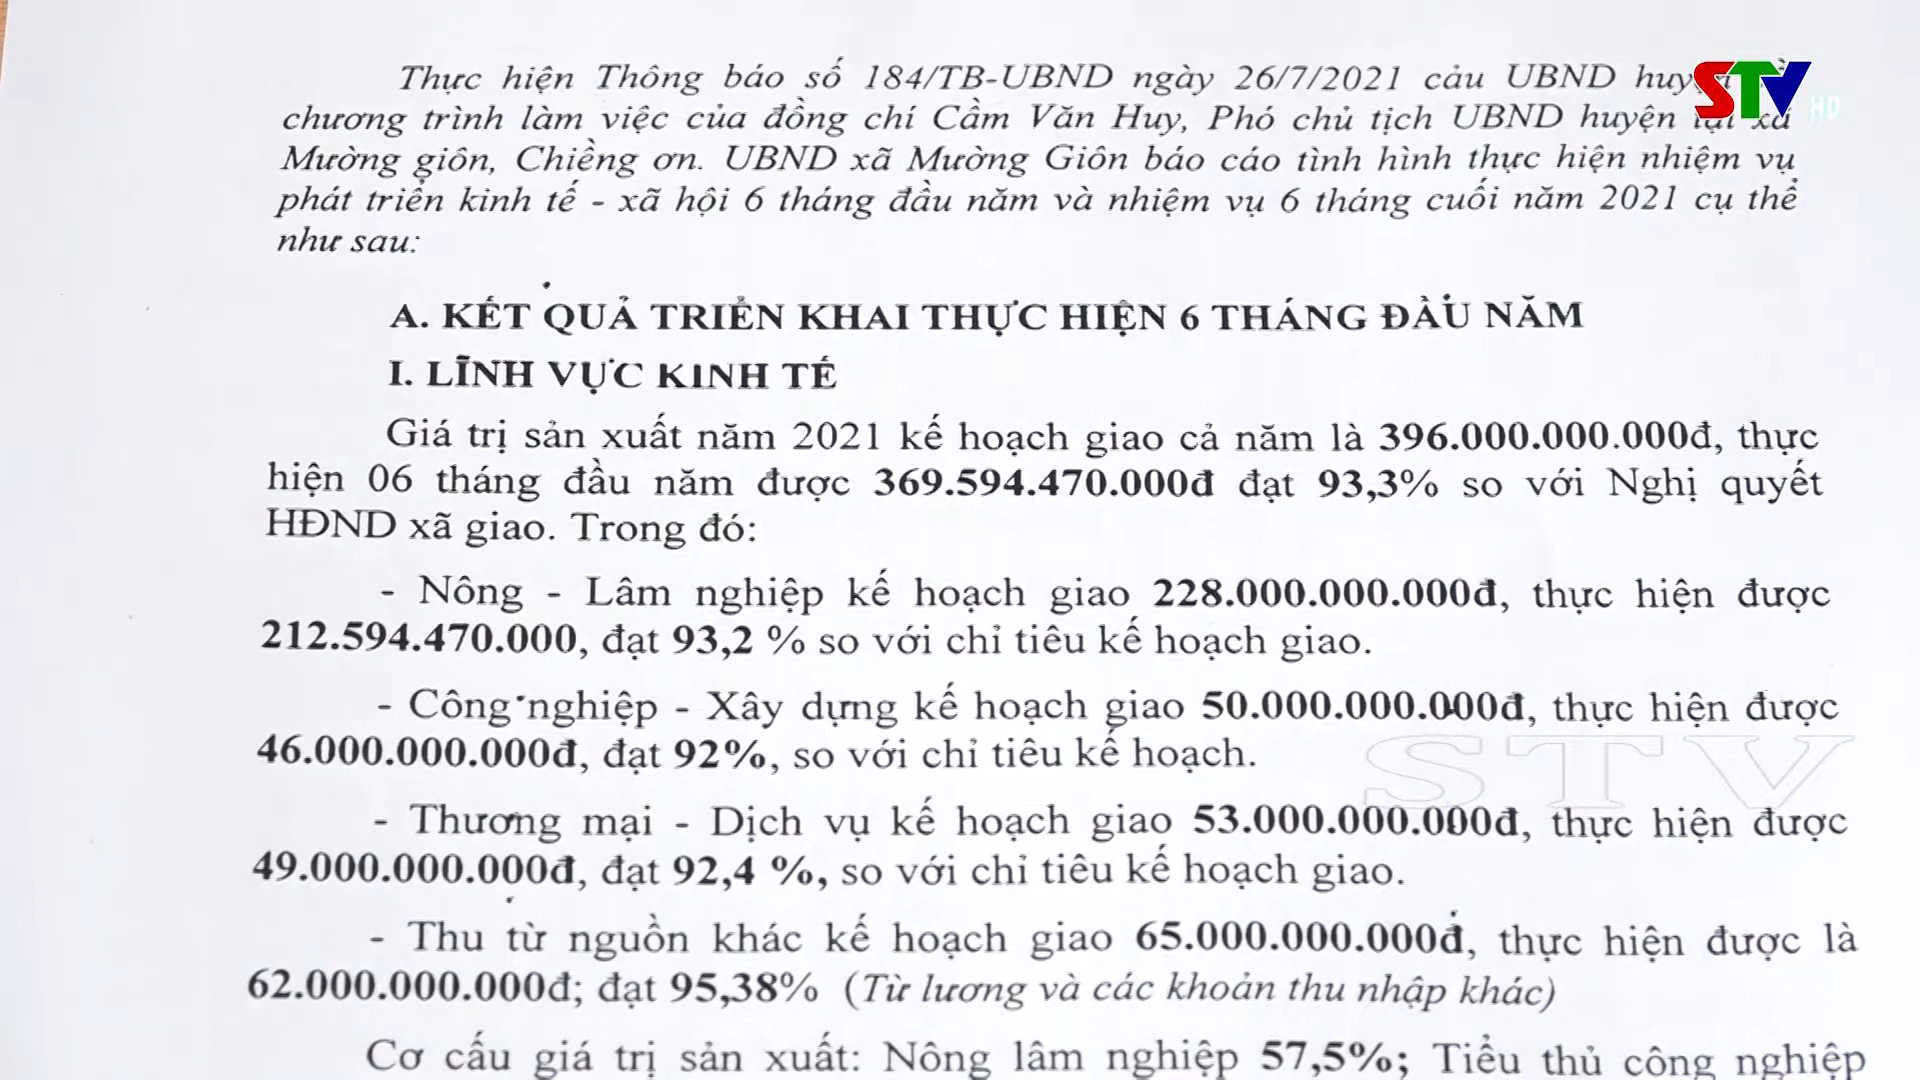 Thực hiện Thông báo số 184/TB-UBND ngày 26/7/2021 cảu UBND
STV HD
chương trình làm việc của đồng chí Cầm Văn Huy, Phó chủ tịch UBND huyện tại xã
Mường giôn, Chiềng ơn. UBND xã Mường Giôn báo cáo tình hình thực hiện nhiệm vụ
phát triển kinh tế - xã hội 6 tháng đầu năm và nhiệm vụ 6 tháng cuối năm 2021 cụ thể
như sau:
A. KẾT QUẢ TRIỂN KHAI THỰC HIỆN 6 THÁNG ĐẦU NĂM
I. LĨNH VỰC KINH TẾ
Giá trị sản xuất năm 2021 kế hoạch giao cả năm là 396.000.000.000đ, thực
hiện 06 tháng đầu năm được 369.594.470.000đ đạt 93,3% so với Nghị quyết
HĐND xã giao. Trong đó:
- Nông - Lâm nghiệp kế hoạch giao 228.000.000.000đ, thực hiện được
212.594.470.000, đạt 93,2 % so với chỉ tiêu kế hoạch giao.
- Công nghiệp - Xây dựng kế hoạch giao 50.000.000.000đ, thực hiện được
46.000.000.000đ, đạt 92%, so với chỉ tiêu kế hoạch.
STV
- Thương mại - Dịch vụ kế hoạch giao 53.000.000.000đ, thực hiện được
49.000.000.000đ, đạt 92,4 %, so với chỉ tiêu kế hoạch giao.
- Thu từ nguồn khác kế hoạch giao 65.000.000.000đ, thực hiện được là
62.000.000.000đ; đạt 95,38% (Từ lương và các khoản thu nhập khác)
Cơ cấu giá trị sản xuất: Nông lâm nghiệp 57,5%; Tiểu thủ công nghiệp